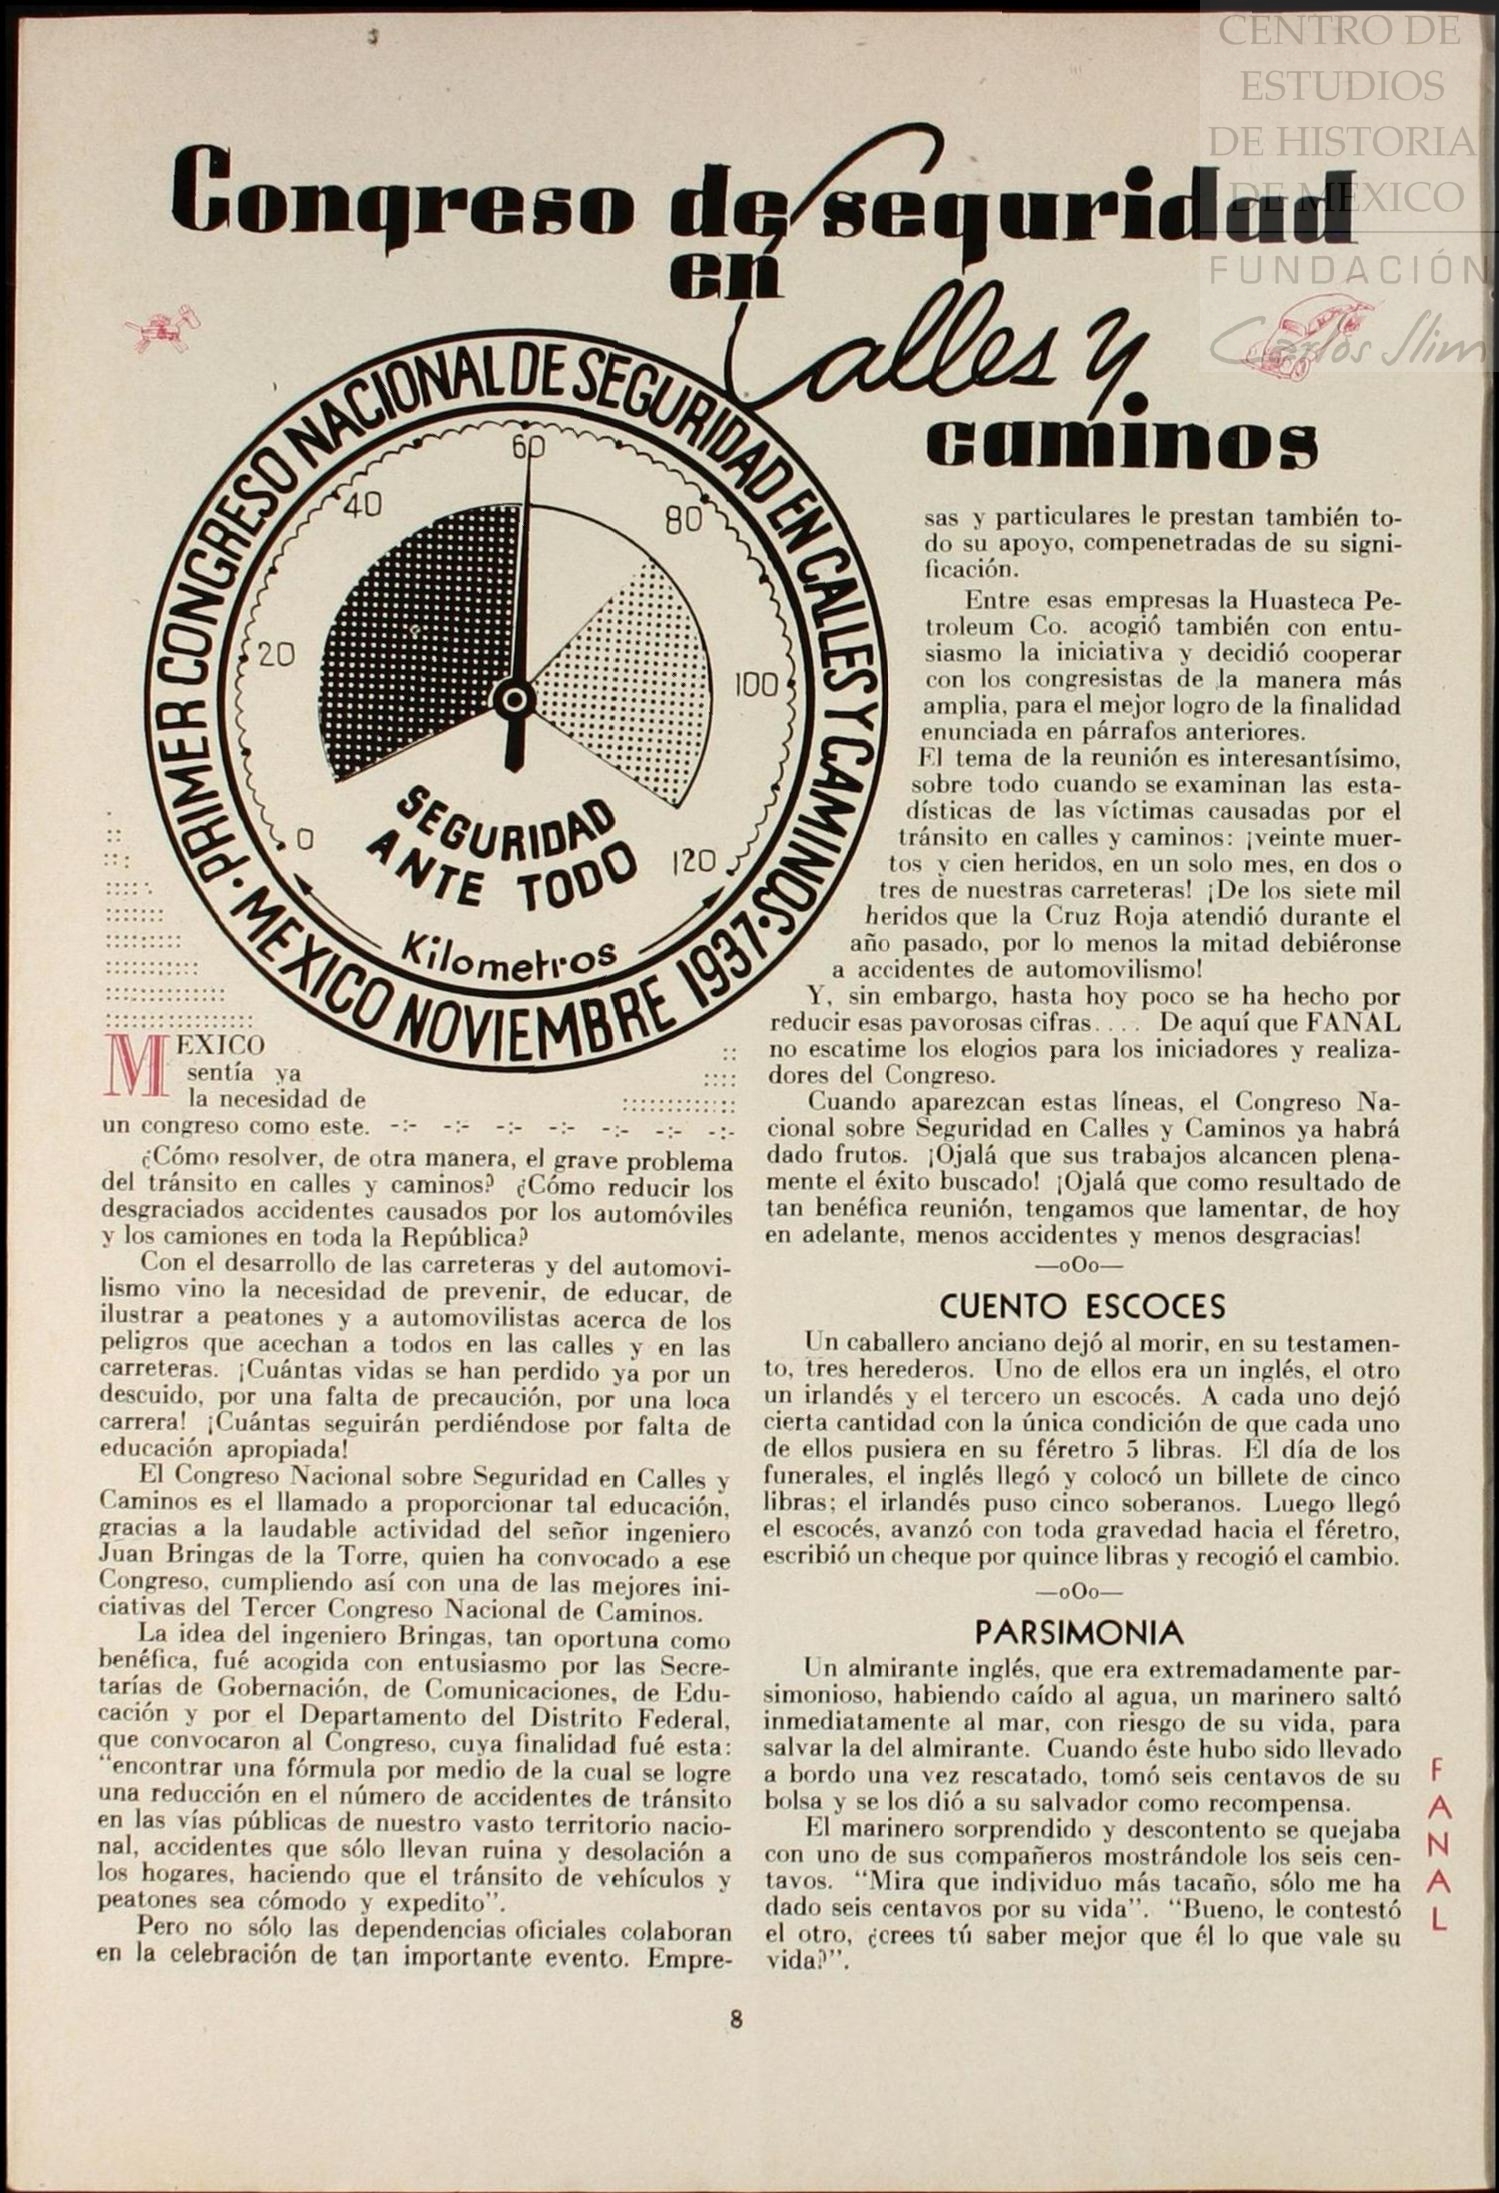 CENTRO DE
ESTUDIOS
DE HISTORIA
DE MÉXICO
FUNDACIÓN
Carlos Slim
Congreso de seguridad
en
Calles y
caminos
PRIMER CONGRESO NACIONAL DE SEGURIDAD EN CALLES Y CAMINOS·
MEXICO NOVIEMBRE 1937·
0
20
40
60
80
100
120
SEGURIDAD
ANTE TODO
Kilometros
MEXICO
sentía ya
la necesidad de
un congreso como este. -:- -:- -:- -:- -:- -:- -:-
¿Cómo resolver, de otra manera, el grave problema
del tránsito en calles y caminos? ¿Cómo reducir los
desgraciados accidentes causados por los automóviles
y los camiones en toda la República?
Con el desarrollo de las carreteras y del automovi-
lismo vino la necesidad de prevenir, de educar, de
ilustrar a peatones y a automovilistas acerca de los
peligros que acechan a todos en las calles y en las
carreteras. ¡Cuántas vidas se han perdido ya por un
descuido, por una falta de precaución, por una loca
carrera! ¡Cuántas seguirán perdiéndose por falta de
educación apropiada!
El Congreso Nacional sobre Seguridad en Calles y
Caminos es el llamado a proporcionar tal educación,
gracias a la laudable actividad del señor ingeniero
Juan Bringas de la Torre, quien ha convocado a ese
Congreso, cumpliendo así con una de las mejores ini-
ciativas del Tercer Congreso Nacional de Caminos.
La idea del ingeniero Bringas, tan oportuna como
benéfica, fué acogida con entusiasmo por las Secre-
tarías de Gobernación, de Comunicaciones, de Edu-
cación y por el Departamento del Distrito Federal,
que convocaron al Congreso, cuya finalidad fué esta:
"encontrar una fórmula por medio de la cual se logre
una reducción en el número de accidentes de tránsito
en las vías públicas de nuestro vasto territorio nacio-
nal, accidentes que sólo llevan ruina y desolación a
los hogares, haciendo que el tránsito de vehículos y
peatones sea cómodo y expedito".
Pero no sólo las dependencias oficiales colaboran
en la celebración de tan importante evento. Empre-
sas y particulares le prestan también to-
do su apoyo, compenetradas de su signi-
ficación.
Entre esas empresas la Huasteca Pe-
troleum Co. acogió también con entu-
siasmo la iniciativa y decidió cooperar
con los congresistas de la manera más
amplia, para el mejor logro de la finalidad
enunciada en párrafos anteriores.
El tema de la reunión es interesantísimo,
sobre todo cuando se examinan las esta-
dísticas de las víctimas causadas por el
tránsito en calles y caminos: ¡veinte muer-
tos y cien heridos, en un solo mes, en dos o
tres de nuestras carreteras! ¡De los siete mil
heridos que la Cruz Roja atendió durante el
año pasado, por lo menos la mitad debiéronse
a accidentes de automovilismo!
Y, sin embargo, hasta hoy poco se ha hecho por
reducir esas pavorosas cifras.... De aquí que FANAL
no escatime los elogios para los iniciadores y realiza-
dores del Congreso.
Cuando aparezcan estas líneas, el Congreso Na-
cional sobre Seguridad en Calles y Caminos ya habrá
dado frutos. ¡Ojalá que sus trabajos alcancen plena-
mente el éxito buscado! ¡Ojalá que como resultado de
tan benéfica reunión, tengamos que lamentar, de hoy
en adelante, menos accidentes y menos desgracias!
—oOo—
CUENTO ESCOCES
Un caballero anciano dejó al morir, en su testamen-
to, tres herederos. Uno de ellos era un inglés, el otro
un irlandés y el tercero un escocés. A cada uno dejó
cierta cantidad con la única condición de que cada uno
de ellos pusiera en su féretro 5 libras. El día de los
funerales, el inglés llegó y colocó un billete de cinco
libras; el irlandés puso cinco soberanos. Luego llegó
el escocés, avanzó con toda gravedad hacia el féretro,
escribió un cheque por quince libras y recogió el cambio.
—oOo—
PARSIMONIA
Un almirante inglés, que era extremadamente par-
simonioso, habiendo caído al agua, un marinero saltó
inmediatamente al mar, con riesgo de su vida, para
salvar la del almirante. Cuando éste hubo sido llevado
a bordo una vez rescatado, tomó seis centavos de su
bolsa y se los dió a su salvador como recompensa.
El marinero sorprendido y descontento se quejaba
con uno de sus compañeros mostrándole los seis cen-
tavos. "Mira que individuo más tacaño, sólo me ha
dado seis centavos por su vida". "Bueno, le contestó
el otro, ¿crees tú saber mejor que él lo que vale su
vida?".
FANAL
8